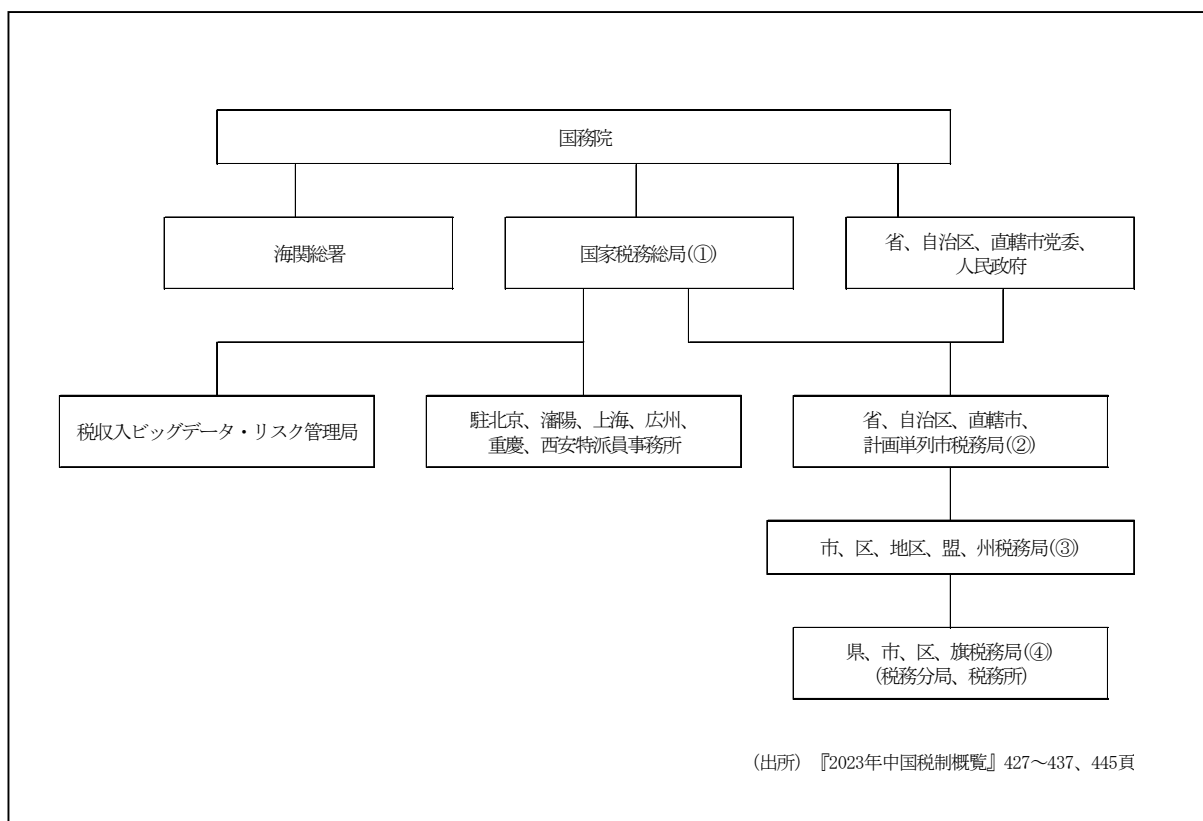 国務院
海関総署
国家税務総局(①)
省、自治区、直轄市党委、
人民政府
税収入ビッグデータ・リスク管理局
駐北京、瀋陽、上海、広州、
重慶、西安特派員事務所
省、自治区、直轄市、
計画単列市税務局(②)
市、区、地区、盟、州税務局(③)
県、市、区、旗税務局(④)
(税務分局、税務所)
(出所) 『2023年中国税制概覧』427～437、445頁